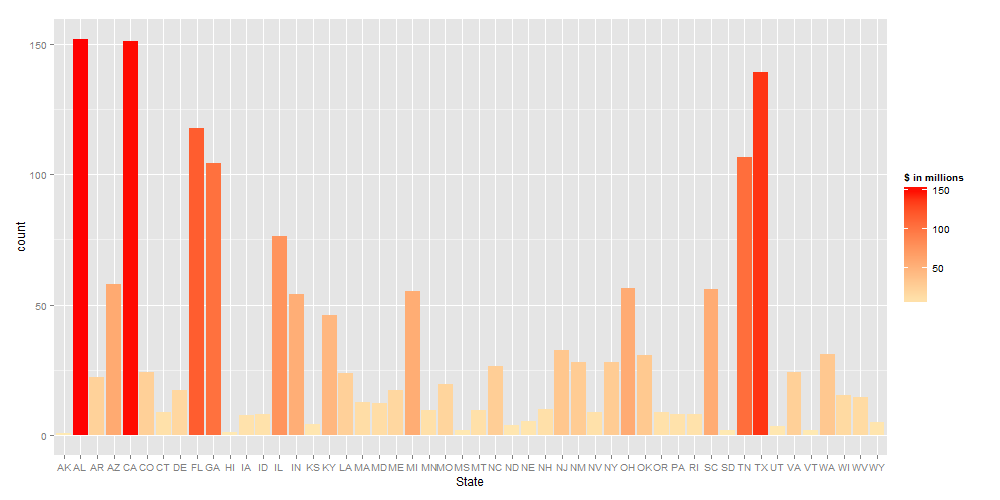 150
100
50
0
count
AK AL AR AZ CA CO CT DE FL GA HI IA ID IL IN KS KY LA MA MD ME MI MN MO MS MT NC ND NE NH NJ NM NV NY OH OK OR PA RI SC SD TN TX UT VA VT WA WI WV WY
State
$ in millions
150
100
50